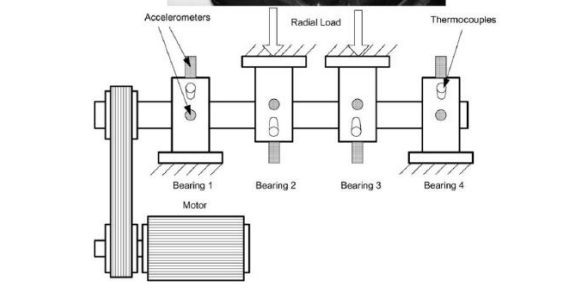 Accelerometers
Radial Load
Thermocouples
Bearing 1
Bearing 2
Bearing 3
Bearing 4
Motor